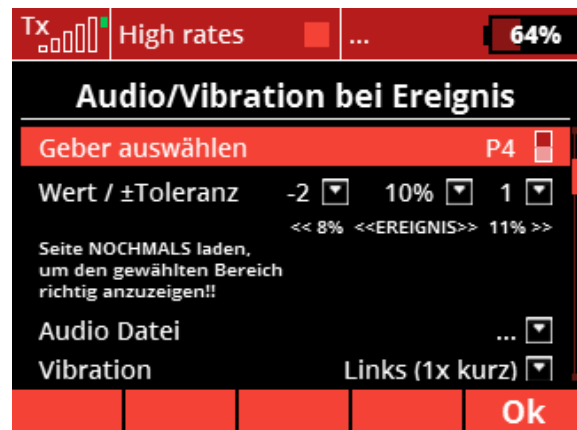 Tx High rates ... 64%
Audio/Vibration bei Ereignis
Geber auswählen P4
Wert / ±Toleranz -2 10% 1
<< 8% <<EREIGNIS>> 11% >>
Seite NOCHMALS laden,
um den gewählten Bereich
richtig anzuzeigen!!
Audio Datei ...
Vibration Links (1x kurz)
Ok